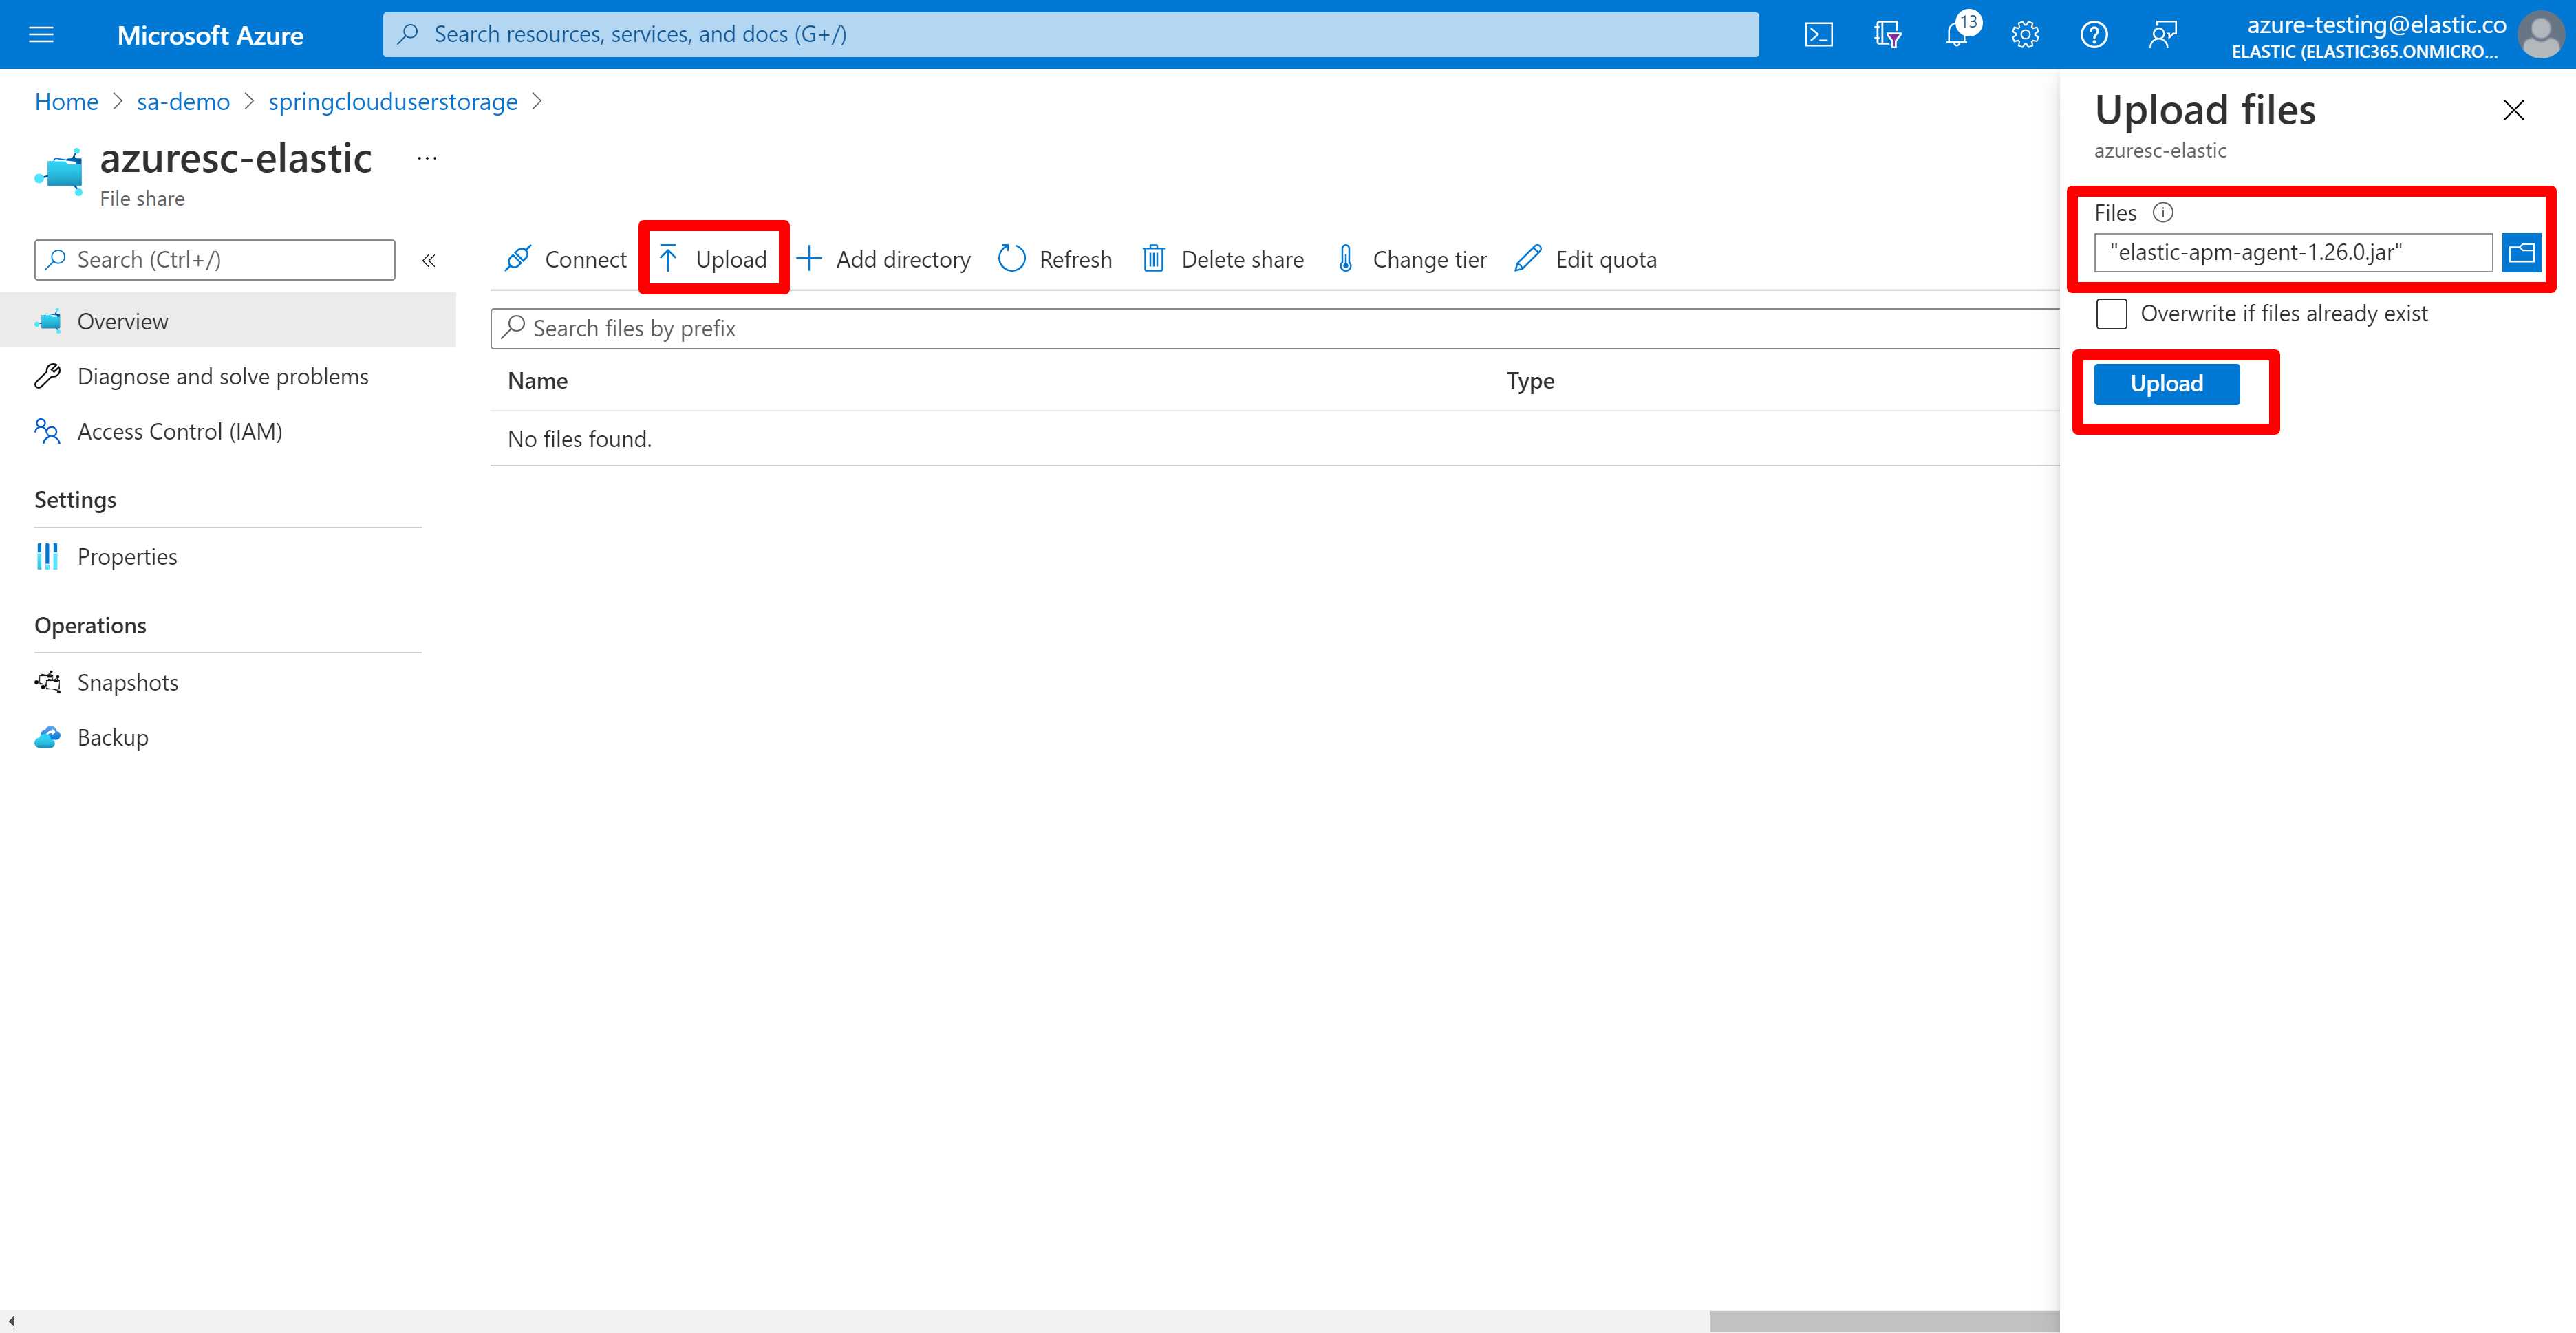 Microsoft Azure
Search resources, services, and docs (G+/)
13
azure-testing@elastic.co
ELASTIC (ELASTIC365.ONMICRO...
Home > sa-demo > springclouduserstorage >
azuresc-elastic ...
File share
Search (Ctrl+/) «
Overview
Diagnose and solve problems
Access Control (IAM)
Settings
Properties
Operations
Snapshots
Backup
Connect Upload Add directory Refresh Delete share Change tier Edit quota
Search files by prefix
Name Type
No files found.
Upload files
azuresc-elastic
Files
"elastic-apm-agent-1.26.0.jar"
Overwrite if files already exist
Upload